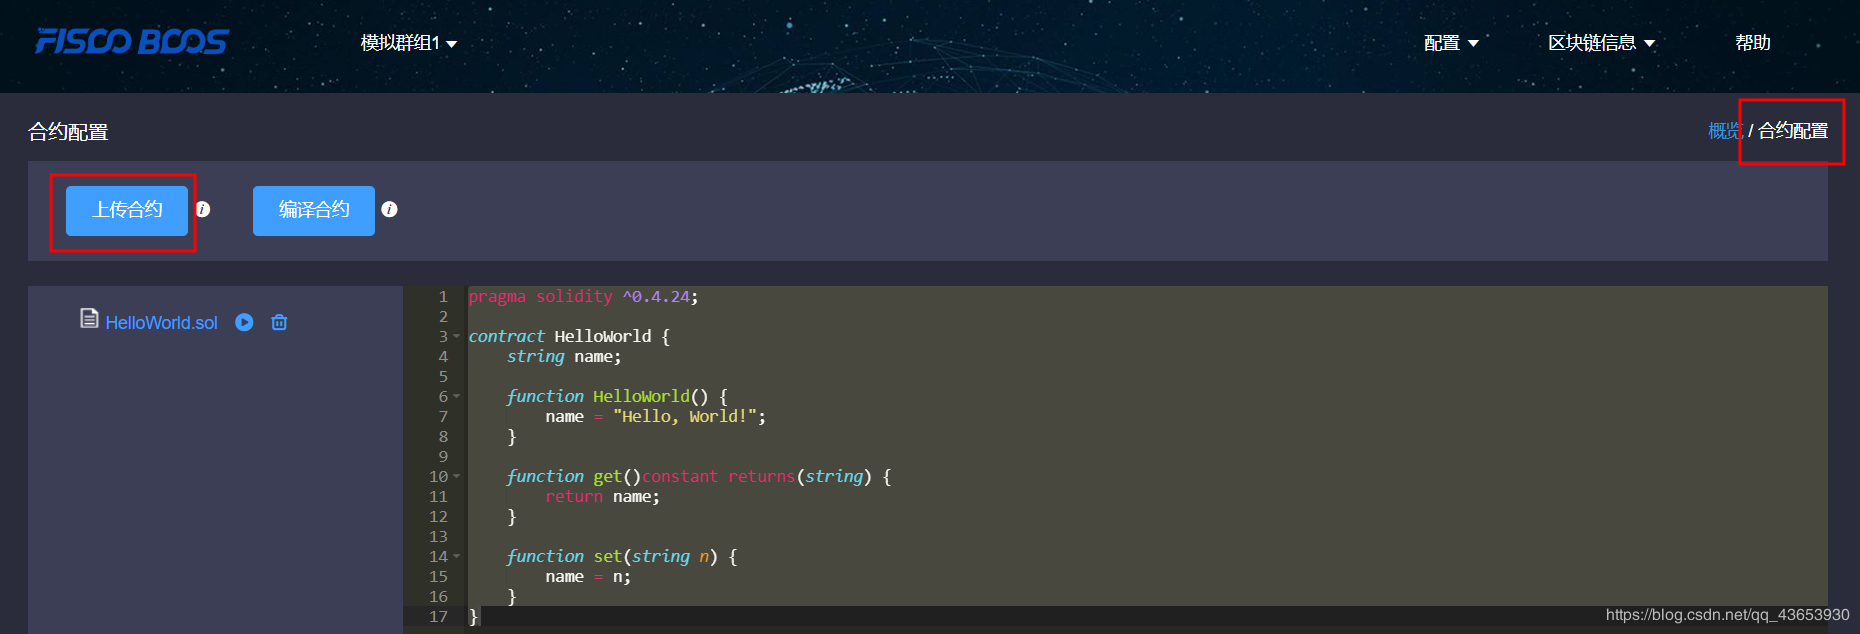 FISCO BCOS
模拟群组1
配置
区块链信息
帮助
合约配置
概览 / 合约配置
上传合约
编译合约
HelloWorld.sol
1 pragma solidity ^0.4.24;
2
3 contract HelloWorld {
4 string name;
5
6 function HelloWorld() {
7 name = "Hello, World!";
8 }
9
10 function get()constant returns(string) {
11 return name;
12 }
13
14 function set(string n) {
15 name = n;
16 }
17 }
https://blog.csdn.net/qq_43653930